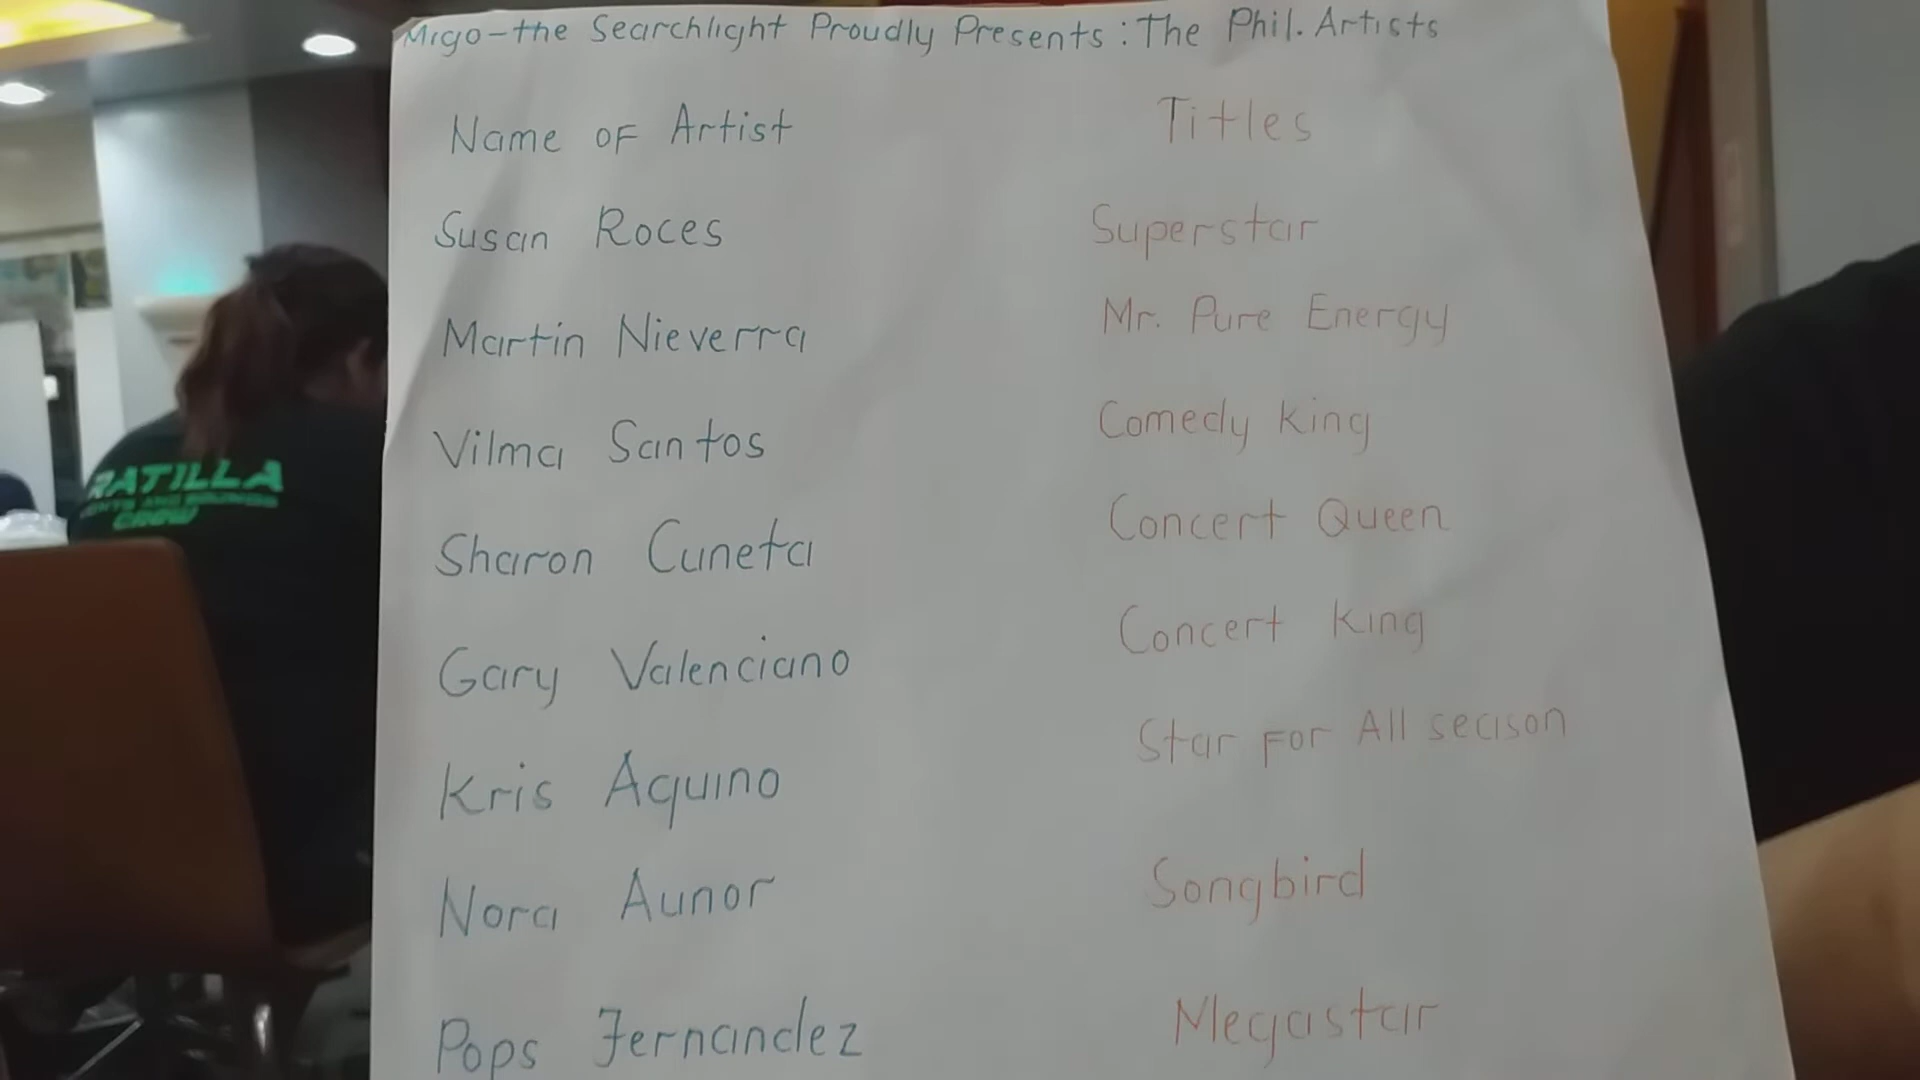 Migo-the Searchlight Proudly Presents: The Phil. Artists
Name of Artist Titles
Susan Roces Superstar
Martin Nieverra Mr. Pure Energy
Vilma Santos Comedy King
Sharon Cuneta Concert Queen
Gary Valenciano Concert King
Kris Aquino Star For All season
Nora Aunor Songbird
Pops Fernandez Megastar
RATILLA
CREW